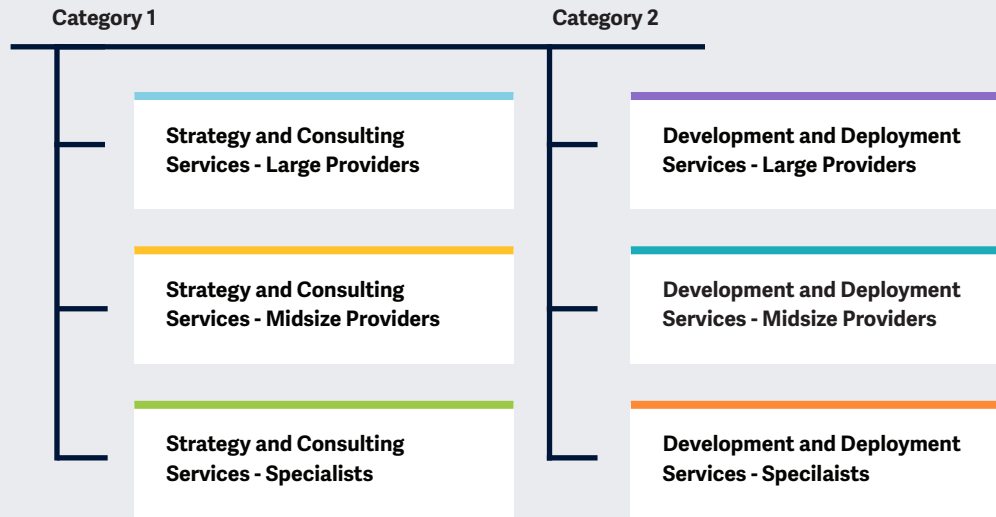 Category 1
Category 2
Strategy and Consulting
Services - Large Providers
Development and Deployment
Services - Large Providers
Strategy and Consulting
Services - Midsize Providers
Development and Deployment
Services - Midsize Providers
Strategy and Consulting
Services - Specialists
Development and Deployment
Services - Specilaists